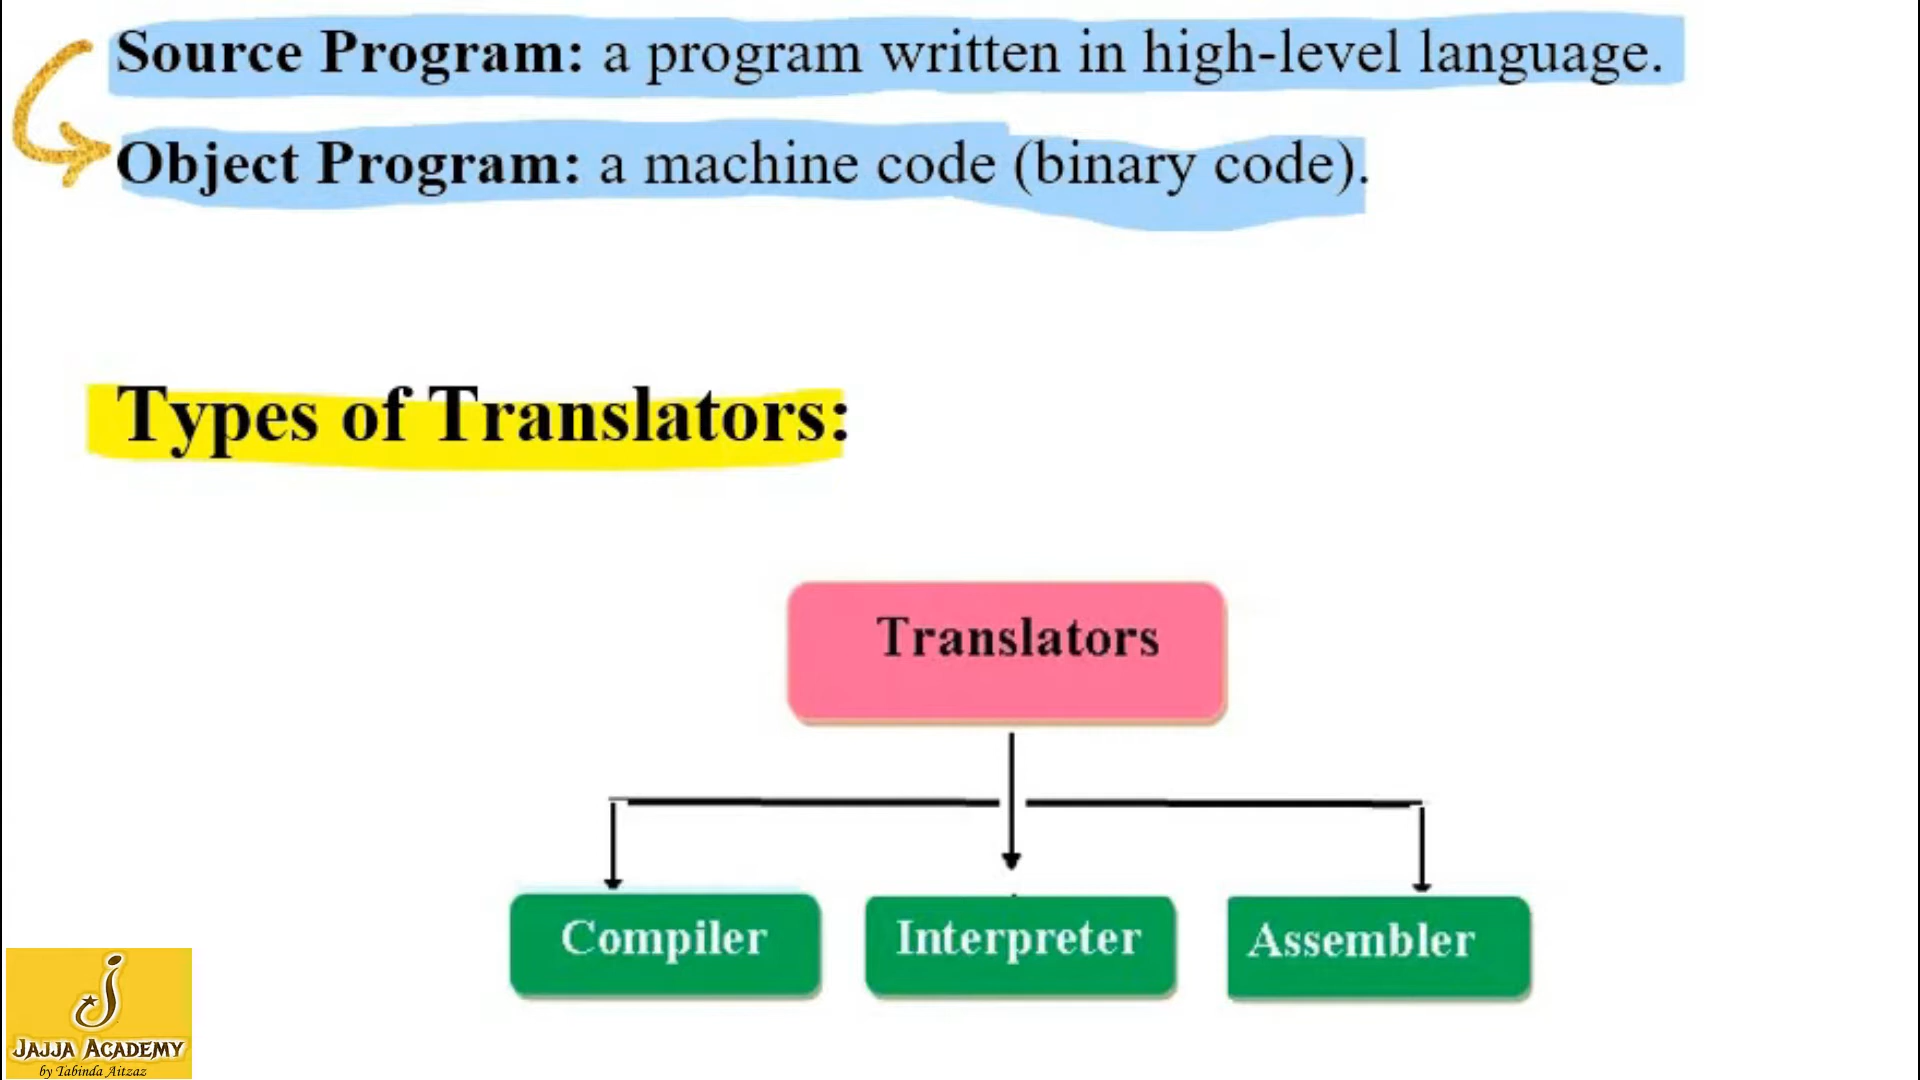 Source Program: a program written in high-level language.
Object Program: a machine code (binary code).
Types of Translators:
Translators
Compiler
Interpreter
Assembler
JAJJA ACADEMY
by Tabinda Aitzaz